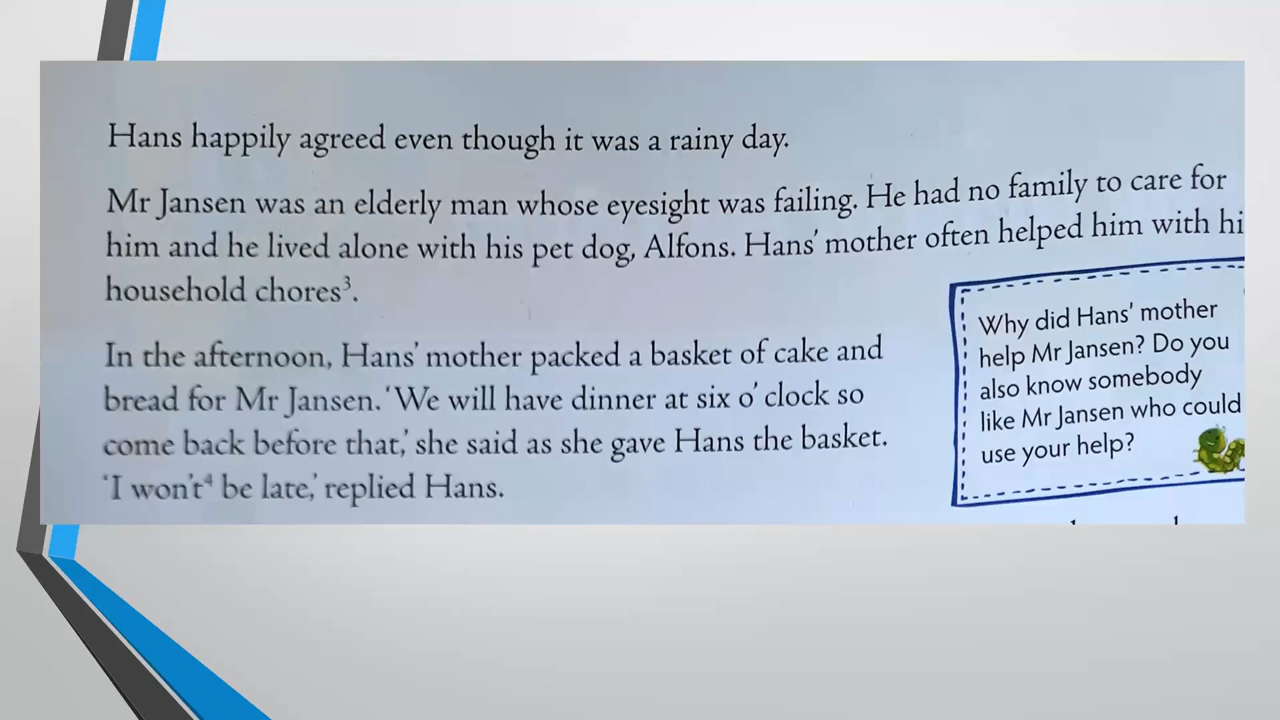 Hans happily agreed even though it was a rainy day.
Mr Jansen was an elderly man whose eyesight was failing. He had no family to care for
him and he lived alone with his pet dog, Alfons. Hans' mother often helped him with hi
household chores³.
In the afternoon, Hans' mother packed a basket of cake and
bread for Mr Jansen. 'We will have dinner at six o' clock so
come back before that,' she said as she gave Hans the basket.
'I won't⁴ be late,' replied Hans.
Why did Hans' mother
help Mr Jansen? Do you
also know somebody
like Mr Jansen who could
use your help?